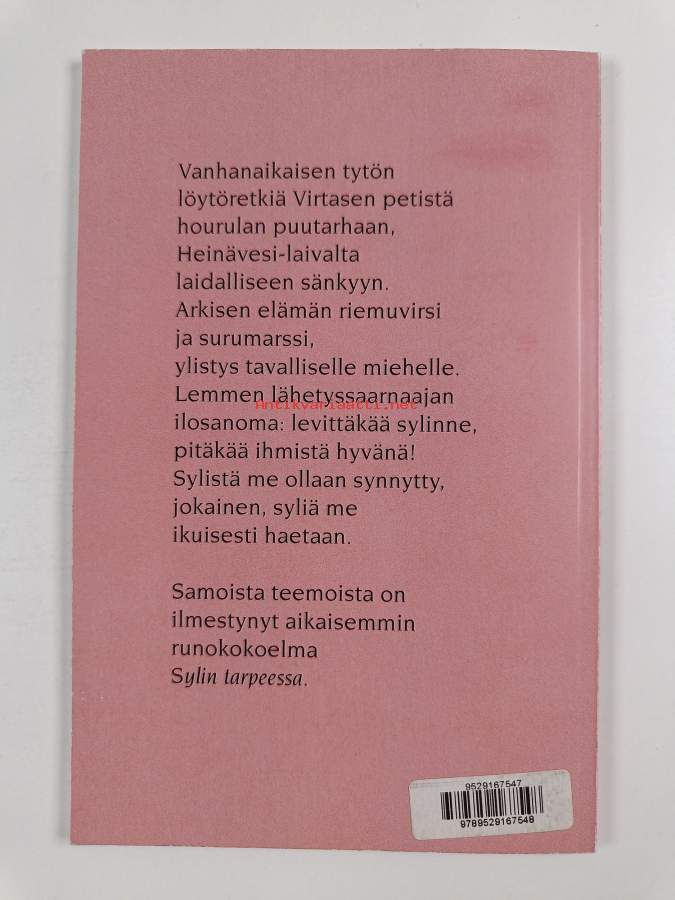 Vanhanaikaisen tytön
löytöretkiä Virtasen petistä
hourulan puutarhaan,
Heinävesi-laivalta
laidalliseen sänkyyn.
Arkisen elämän riemuvirsi
ja surumarssi,
ylistys tavalliselle miehelle.
Lemmen lähetyssaarnaajan
Antikvariaatti.net
ilosanoma: levittäkää sylinne,
pitäkää ihmistä hyvänä!
Sylistä me ollaan synnytty,
jokainen, syliä me
ikuisesti haetaan.
Samoista teemoista on
ilmestynyt aikaisemmin
runokokoelma
Sylin tarpeessa.
9529167547
9789529167548